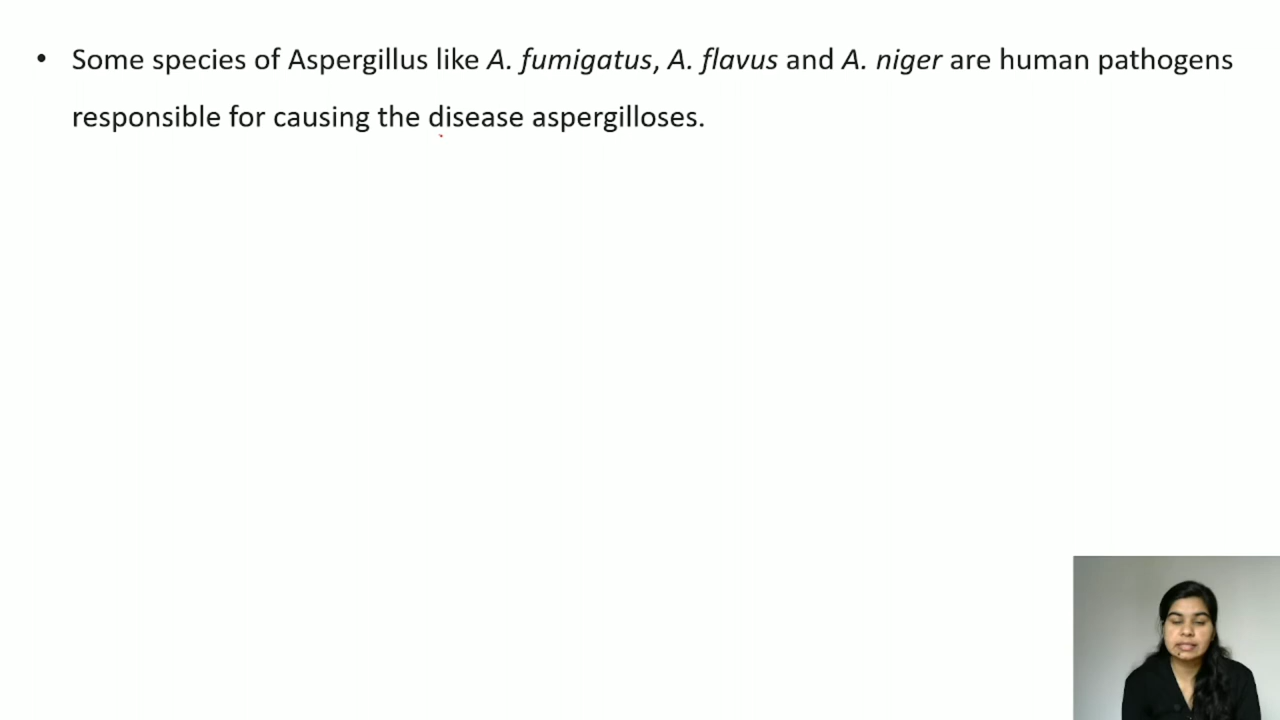 • Some species of Aspergillus like A. fumigatus, A. flavus and A. niger are human pathogens
responsible for causing the disease aspergilloses.